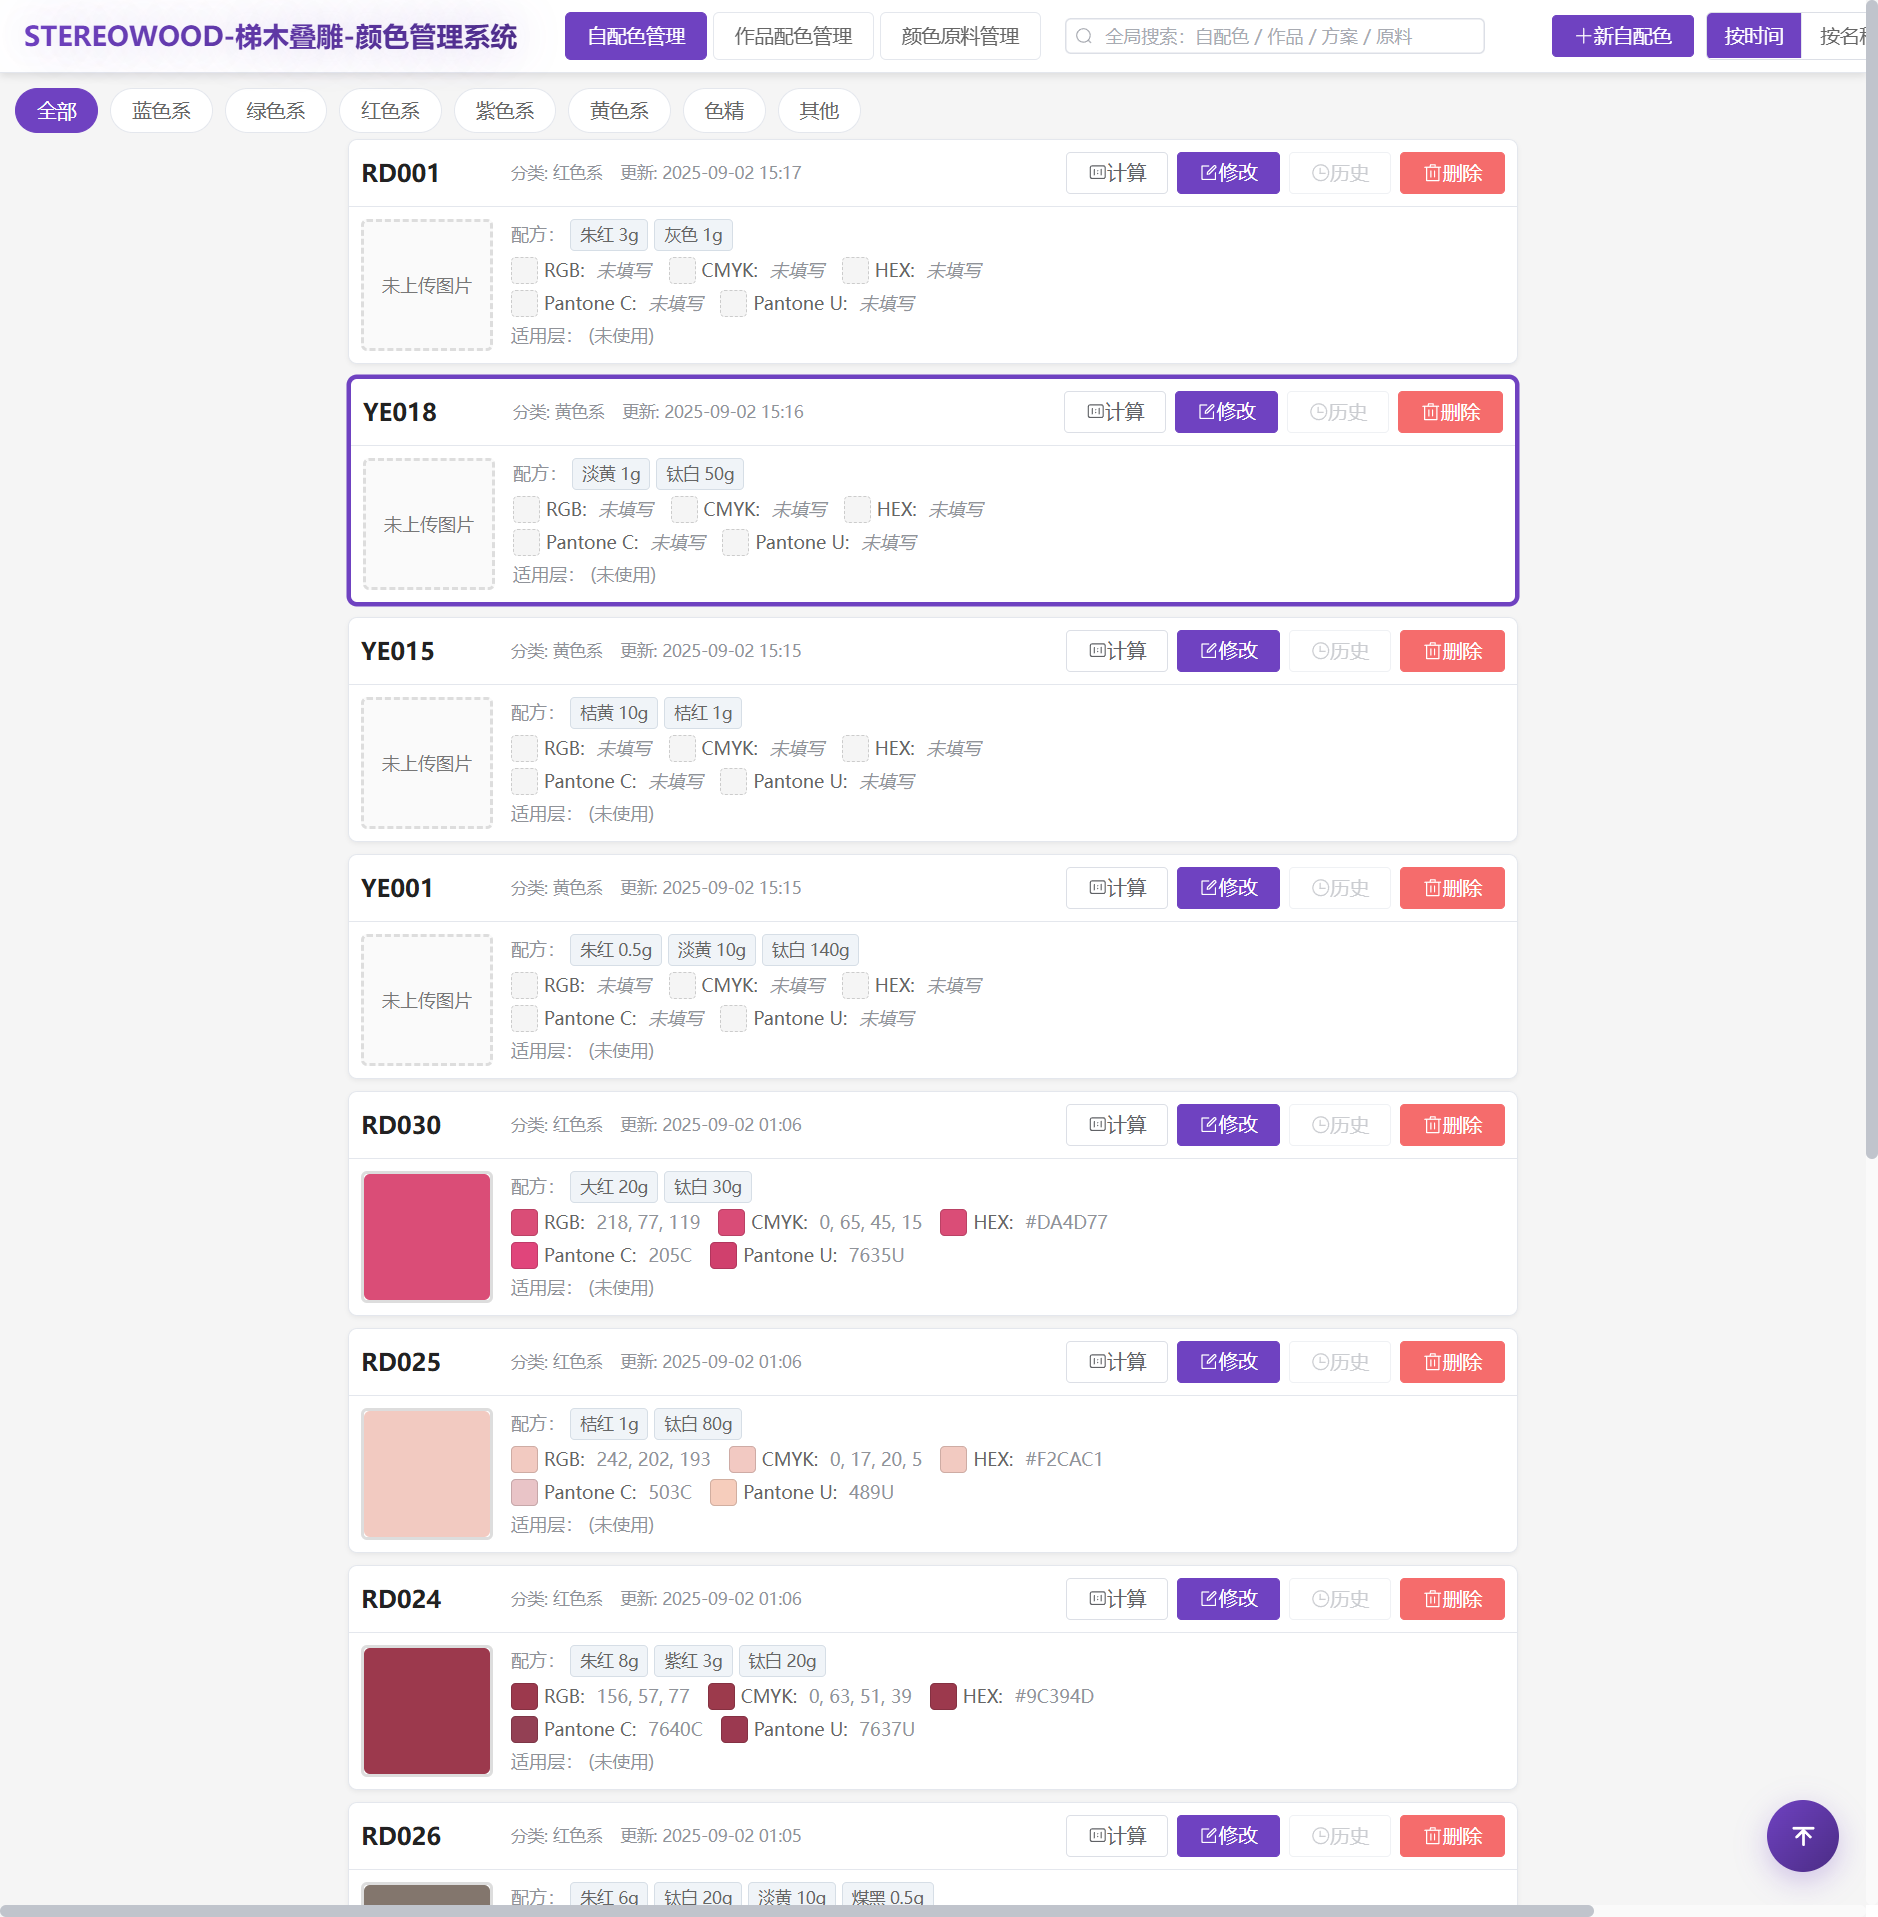 STEREOWOOD-梯木叠雕-颜色管理系统 自配色管理 作品配色管理 颜色原料管理 全局搜索：自配色 / 作品 / 方案 / 原料 +新自配色 按时间 按名
全部 蓝色系 绿色系 红色系 紫色系 黄色系 色精 其他
RD001 分类: 红色系 更新: 2025-09-02 15:17 计算 修改 历史 删除
未上传图片
配方： 朱红 3g 灰色 1g
RGB: 未填写 CMYK: 未填写 HEX: 未填写
Pantone C: 未填写 Pantone U: 未填写
适用层： (未使用)
YE018 分类: 黄色系 更新: 2025-09-02 15:16 计算 修改 历史 删除
未上传图片
配方： 淡黄 1g 钛白 50g
RGB: 未填写 CMYK: 未填写 HEX: 未填写
Pantone C: 未填写 Pantone U: 未填写
适用层： (未使用)
YE015 分类: 黄色系 更新: 2025-09-02 15:15 计算 修改 历史 删除
未上传图片
配方： 桔黄 10g 桔红 1g
RGB: 未填写 CMYK: 未填写 HEX: 未填写
Pantone C: 未填写 Pantone U: 未填写
适用层： (未使用)
YE001 分类: 黄色系 更新: 2025-09-02 15:15 计算 修改 历史 删除
未上传图片
配方： 朱红 0.5g 淡黄 10g 钛白 140g
RGB: 未填写 CMYK: 未填写 HEX: 未填写
Pantone C: 未填写 Pantone U: 未填写
适用层： (未使用)
RD030 分类: 红色系 更新: 2025-09-02 01:06 计算 修改 历史 删除
配方： 大红 20g 钛白 30g
RGB: 218, 77, 119 CMYK: 0, 65, 45, 15 HEX: #DA4D77
Pantone C: 205C Pantone U: 7635U
适用层： (未使用)
RD025 分类: 红色系 更新: 2025-09-02 01:06 计算 修改 历史 删除
配方： 桔红 1g 钛白 80g
RGB: 242, 202, 193 CMYK: 0, 17, 20, 5 HEX: #F2CAC1
Pantone C: 503C Pantone U: 489U
适用层： (未使用)
RD024 分类: 红色系 更新: 2025-09-02 01:06 计算 修改 历史 删除
配方： 朱红 8g 紫红 3g 钛白 20g
RGB: 156, 57, 77 CMYK: 0, 63, 51, 39 HEX: #9C394D
Pantone C: 7640C Pantone U: 7637U
适用层： (未使用)
RD026 分类: 红色系 更新: 2025-09-02 01:05 计算 修改 历史 删除
配方： 朱红 6g 钛白 20g 淡黄 10g 煤黑 0.5g